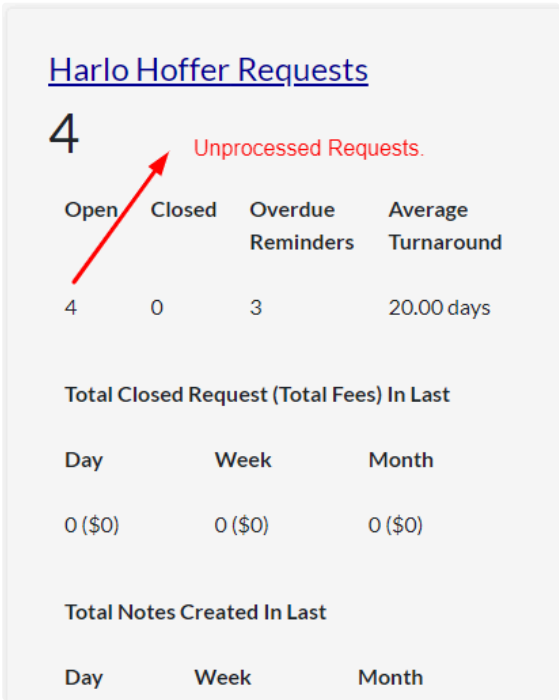 Harlo Hoffer Requests
4
Unprocessed Requests.
Open Closed Overdue Reminders Average Turnaround
4 0 3 20.00 days
Total Closed Request (Total Fees) In Last
Day Week Month
0 ($0) 0 ($0) 0 ($0)
Total Notes Created In Last
Day Week Month